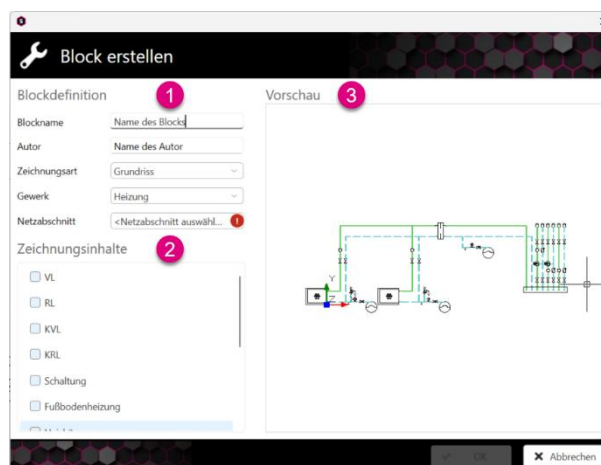 Block erstellen
Blockdefinition
1
Blockname
Name des Blocks
Autor
Name des Autor
Zeichnungsart
Grundriss
Gewerk
Heizung
Netzabschnitt
<Netzabschnitt auswähl...
Zeichnungsinhalte
2
VL
RL
KVL
KRL
Schaltung
Fußbodenheizung
Vorschau
3
Y
Z
OK
Abbrechen